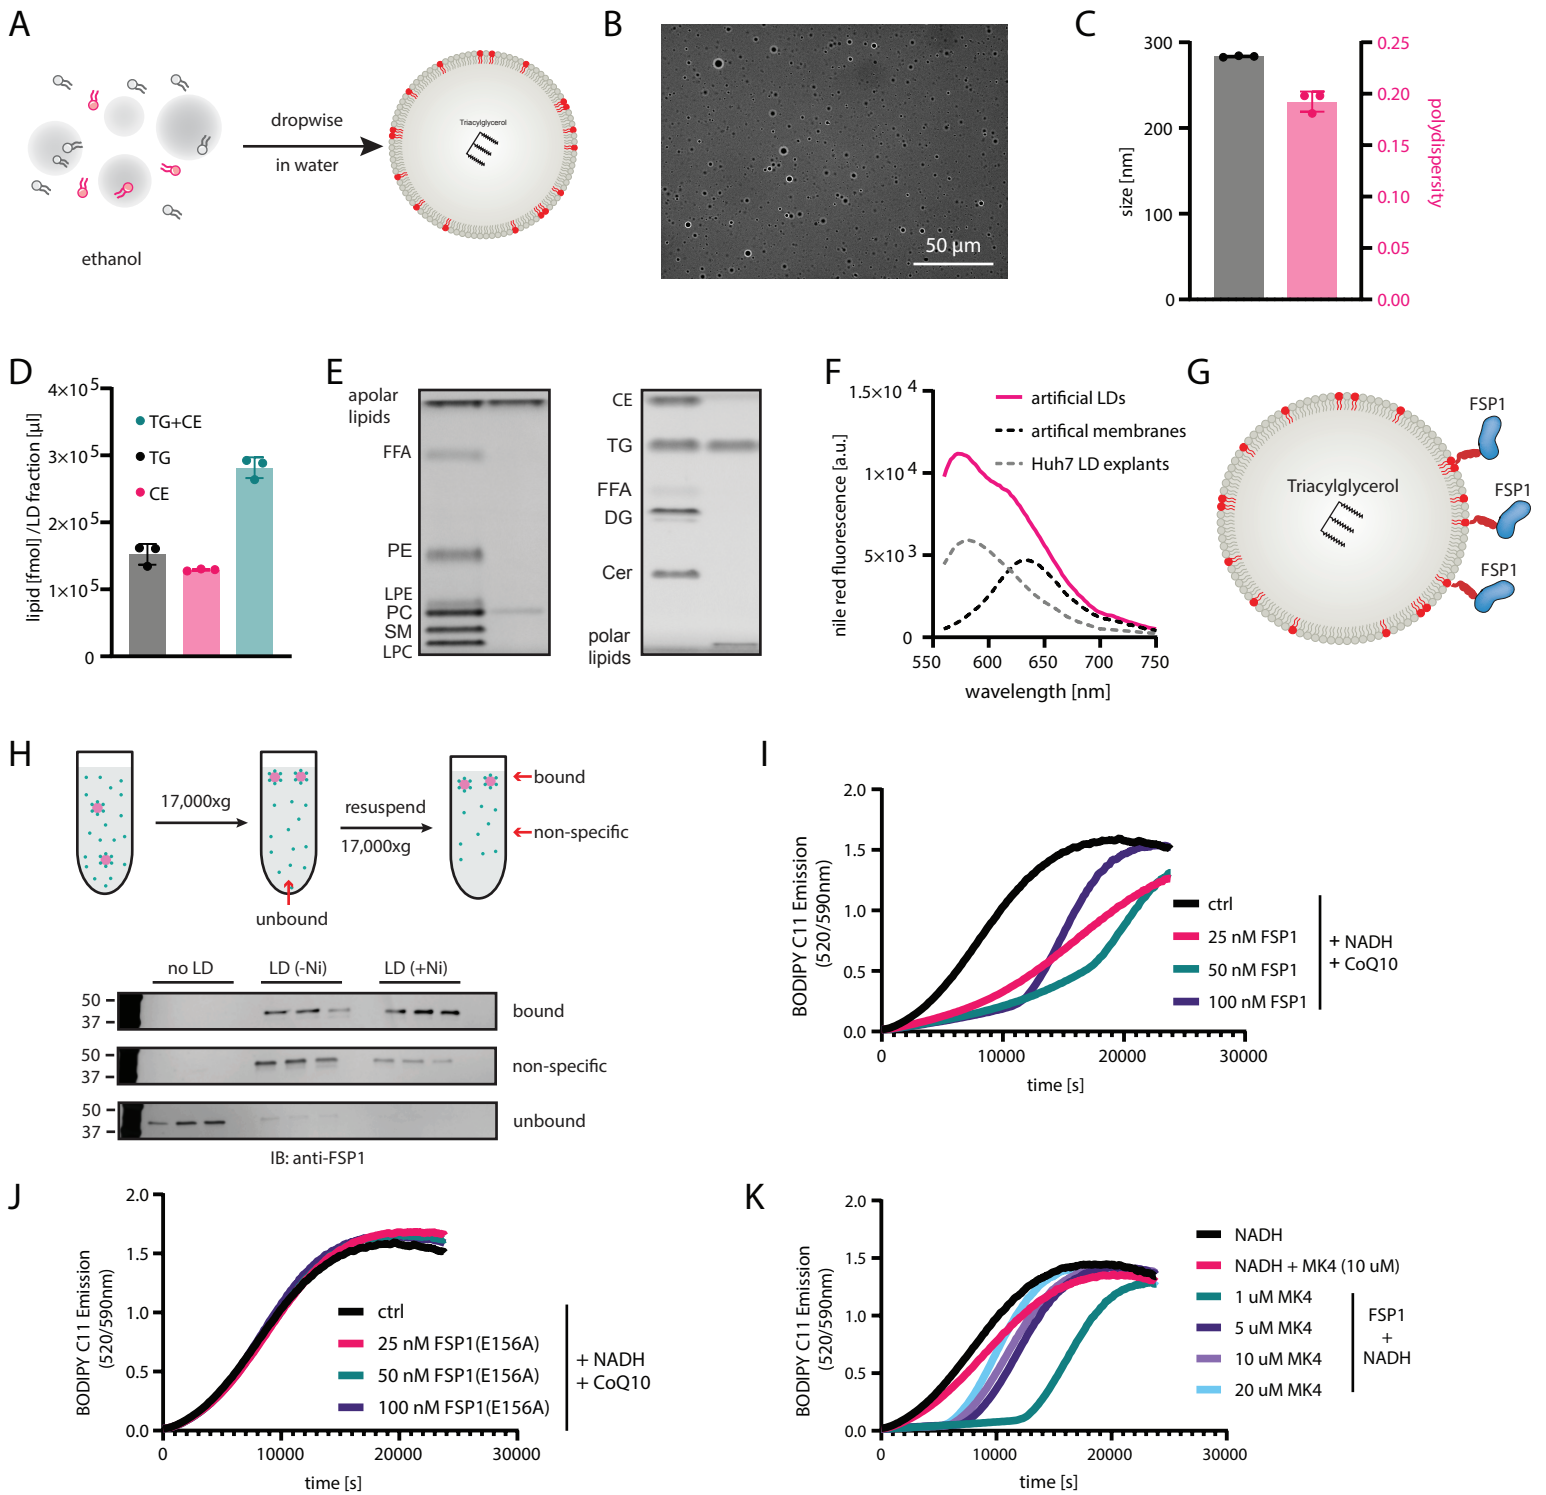 A
dropwise
in water
ethanol
Triacylglycerol
B
50 μm
C
300
200
100
0
size [nm]
0.25
0.20
0.15
0.10
0.05
0.00
polydispersity
D
4×10⁵
3×10⁵
2×10⁵
1×10⁵
0
lipid [fmol] /LD fraction [µl]
TG+CE
TG
CE
E
apolar
lipids
FFA
PE
LPE
PC
SM
LPC
CE
TG
FFA
DG
Cer
polar
lipids
F
1.5×10⁴
1×10⁴
5×10³
0
nile red fluorescence [a.u.]
artificial LDs
artifical membranes
Huh7 LD explants
550
600
650
700
750
wavelength [nm]
G
Triacylglycerol
FSP1
FSP1
FSP1
H
17,000xg
resuspend
17,000xg
unbound
bound
non-specific
no LD
LD (-Ni)
LD (+Ni)
50
37
bound
50
37
non-specific
50
37
unbound
IB: anti-FSP1
I
2.0
1.5
1.0
0.5
0.0
BODIPY C11 Emission
(520/590nm)
0
10000
20000
30000
time [s]
ctrl
25 nM FSP1
50 nM FSP1
100 nM FSP1
+ NADH
+ CoQ10
J
2.0
1.5
1.0
0.5
0.0
BODIPY C11 Emission
(520/590nm)
0
10000
20000
30000
time [s]
ctrl
25 nM FSP1(E156A)
50 nM FSP1(E156A)
100 nM FSP1(E156A)
+ NADH
+ CoQ10
K
2.0
1.5
1.0
0.5
0.0
BODIPY C11 Emission
(520/590nm)
0
10000
20000
30000
time [s]
NADH
NADH + MK4 (10 uM)
1 uM MK4
5 uM MK4
10 uM MK4
20 uM MK4
FSP1
+
NADH